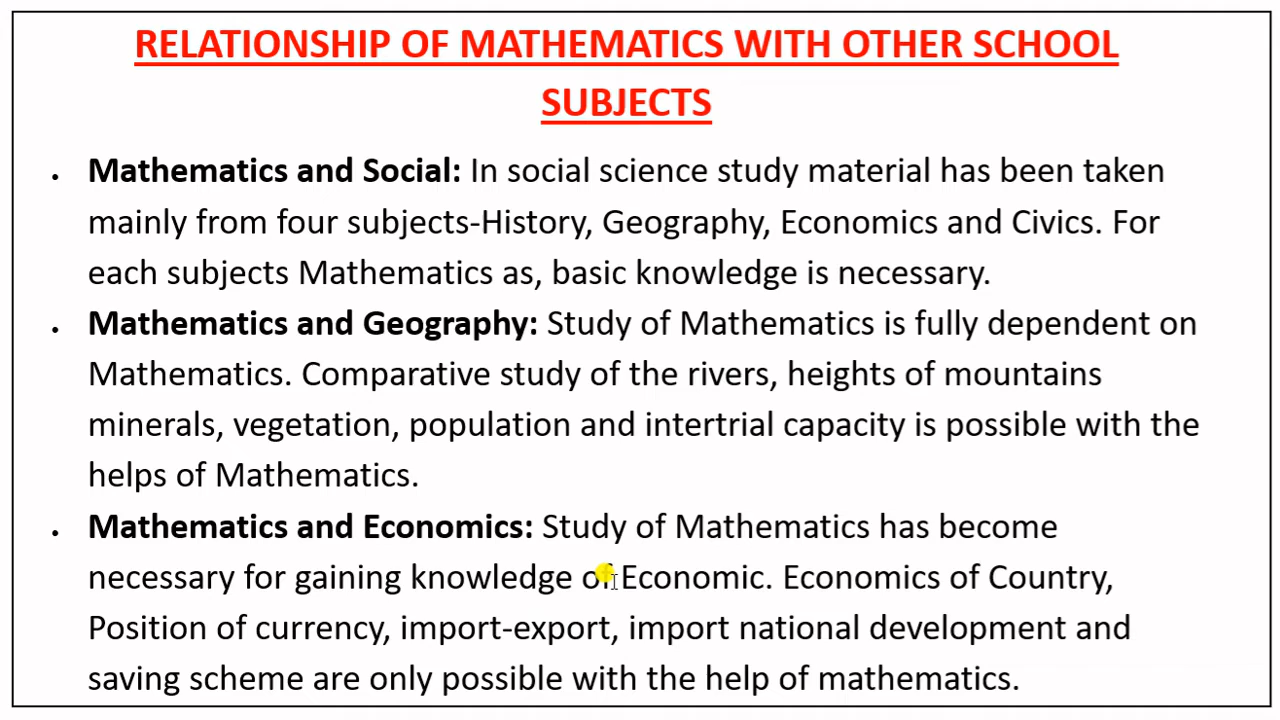 RELATIONSHIP OF MATHEMATICS WITH OTHER SCHOOL
SUBJECTS
• Mathematics and Social: In social science study material has been taken
mainly from four subjects-History, Geography, Economics and Civics. For
each subjects Mathematics as, basic knowledge is necessary.
• Mathematics and Geography: Study of Mathematics is fully dependent on
Mathematics. Comparative study of the rivers, heights of mountains
minerals, vegetation, population and intertrial capacity is possible with the
helps of Mathematics.
• Mathematics and Economics: Study of Mathematics has become
necessary for gaining knowledge of Economic. Economics of Country,
Position of currency, import-export, import national development and
saving scheme are only possible with the help of mathematics.